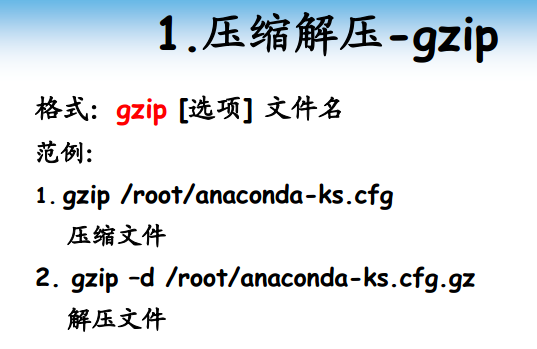 1.压缩解压-gzip
格式: gzip [选项] 文件名
范例:
1. gzip /root/anaconda-ks.cfg
压缩文件
2. gzip –d /root/anaconda-ks.cfg.gz
解压文件